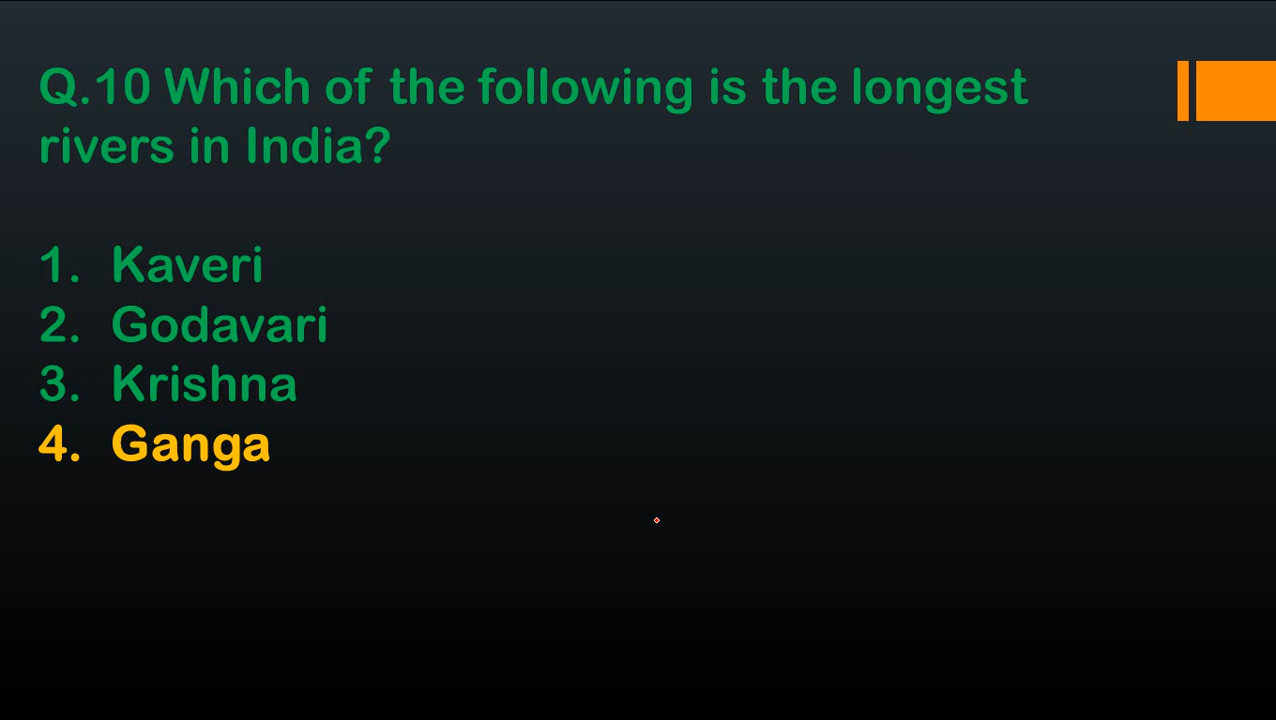 Q.10 Which of the following is the longest
rivers in India?
1. Kaveri
2. Godavari
3. Krishna
4. Ganga